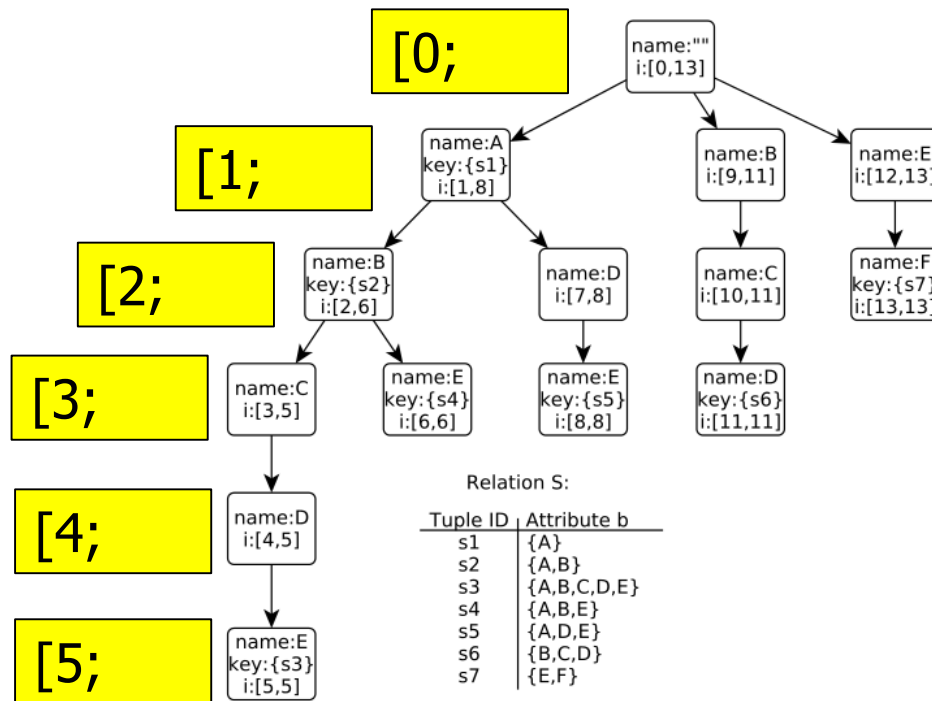 [0;
name:""
i:[0,13]
[1;
name:A
key:{s1}
i:[1,8]
name:B
i:[9,11]
name:E
i:[12,13]
[2;
name:B
key:{s2}
i:[2,6]
name:D
i:[7,8]
name:C
i:[10,11]
name:F
key:{s7}
i:[13,13]
[3;
name:C
i:[3,5]
name:E
key:{s4}
i:[6,6]
name:E
key:{s5}
i:[8,8]
name:D
key:{s6}
i:[11,11]
[4;
name:D
i:[4,5]
[5;
name:E
key:{s3}
i:[5,5]
Relation S:
Tuple ID Attribute b
s1 {A}
s2 {A,B}
s3 {A,B,C,D,E}
s4 {A,B,E}
s5 {A,D,E}
s6 {B,C,D}
s7 {E,F}